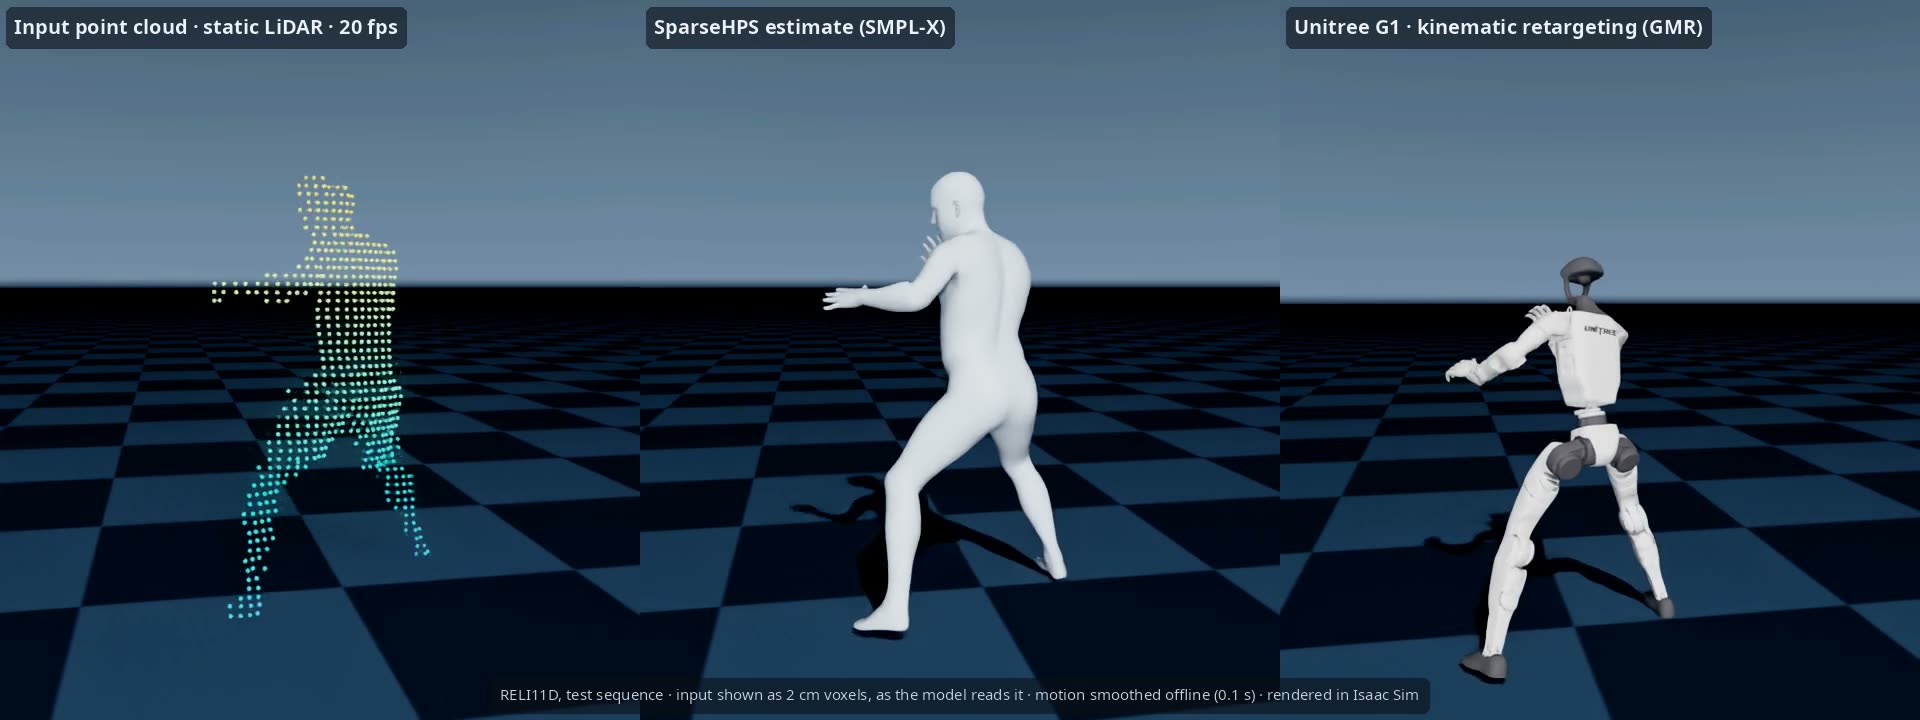 Input point cloud · static LiDAR · 20 fps
SparseHPS estimate (SMPL-X)
Unitree G1 · kinematic retargeting (GMR)
RELI11D, test sequence · input shown as 2 cm voxels, as the model reads it · motion smoothed offline (0.1 s) · rendered in Isaac Sim